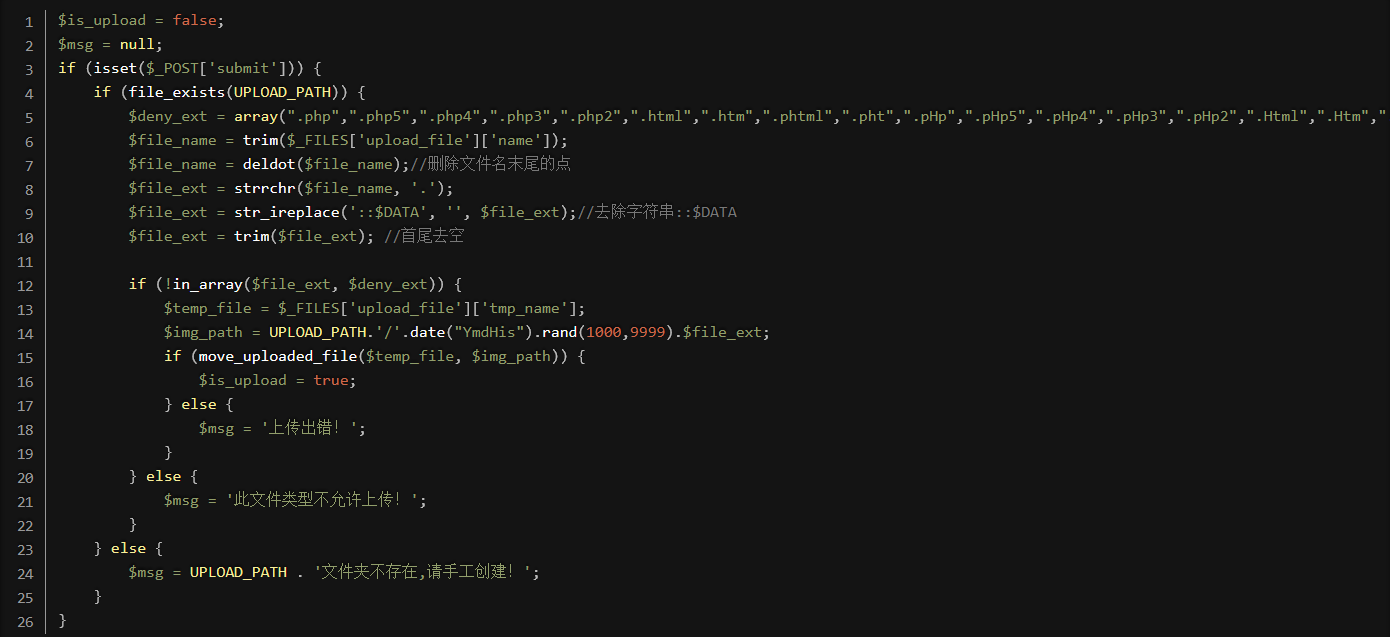 1 $is_upload = false;
2 $msg = null;
3 if (isset($_POST['submit'])) {
4     if (file_exists(UPLOAD_PATH)) {
5         $deny_ext = array(".php",".php5",".php4",".php3",".php2",".html",".htm",".phtml",".pht",".pHp",".pHp5",".pHp4",".pHp3",".pHp2",".Html",".Htm","
6         $file_name = trim($_FILES['upload_file']['name']);
7         $file_name = deldot($file_name);//删除文件名末尾的点
8         $file_ext = strrchr($file_name, '.');
9         $file_ext = str_ireplace('::$DATA', '', $file_ext);//去除字符串::$DATA
10         $file_ext = trim($file_ext); //首尾去空
11
12         if (!in_array($file_ext, $deny_ext)) {
13             $temp_file = $_FILES['upload_file']['tmp_name'];
14             $img_path = UPLOAD_PATH.'/'.date("YmdHis").rand(1000,9999).$file_ext;
15             if (move_uploaded_file($temp_file, $img_path)) {
16                 $is_upload = true;
17             } else {
18                 $msg = '上传出错！';
19             }
20         } else {
21             $msg = '此文件类型不允许上传！';
22         }
23     } else {
24         $msg = UPLOAD_PATH . '文件夹不存在,请手工创建！';
25     }
26 }